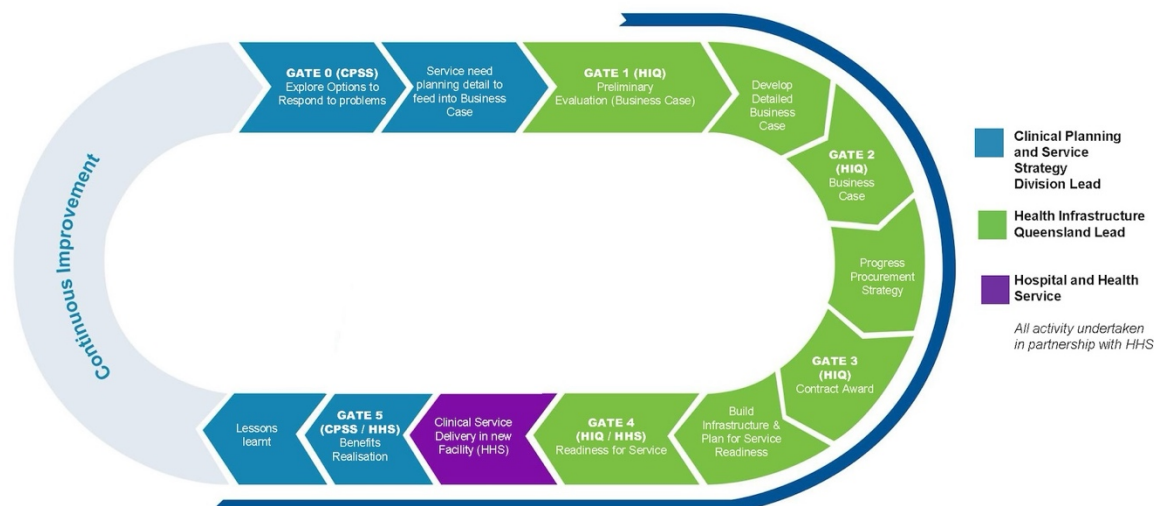 GATE 0 (CPSS)
Explore Options to
Respond to problems
Service need
planning detail to
feed into Business
Case
GATE 1 (HIQ)
Preliminary
Evaluation (Business Case)
Develop
Detailed
Business
Case
GATE 2
(HIQ)
Business
Case
Progress
Procurement
Strategy
GATE 3
(HIQ)
Contract Award
Build
Infrastructure &
Plan for Service
Readiness
GATE 4
(HIQ / HHS)
Readiness for Service
Clinical Service
Delivery in new
Facility (HHS)
GATE 5
(CPSS / HHS)
Benefits
Realisation
Lessons
learnt
Continuous Improvement
Clinical Planning
and Service
Strategy
Division Lead
Health Infrastructure
Queensland Lead
Hospital and Health
Service
All activity undertaken
in partnership with HHS